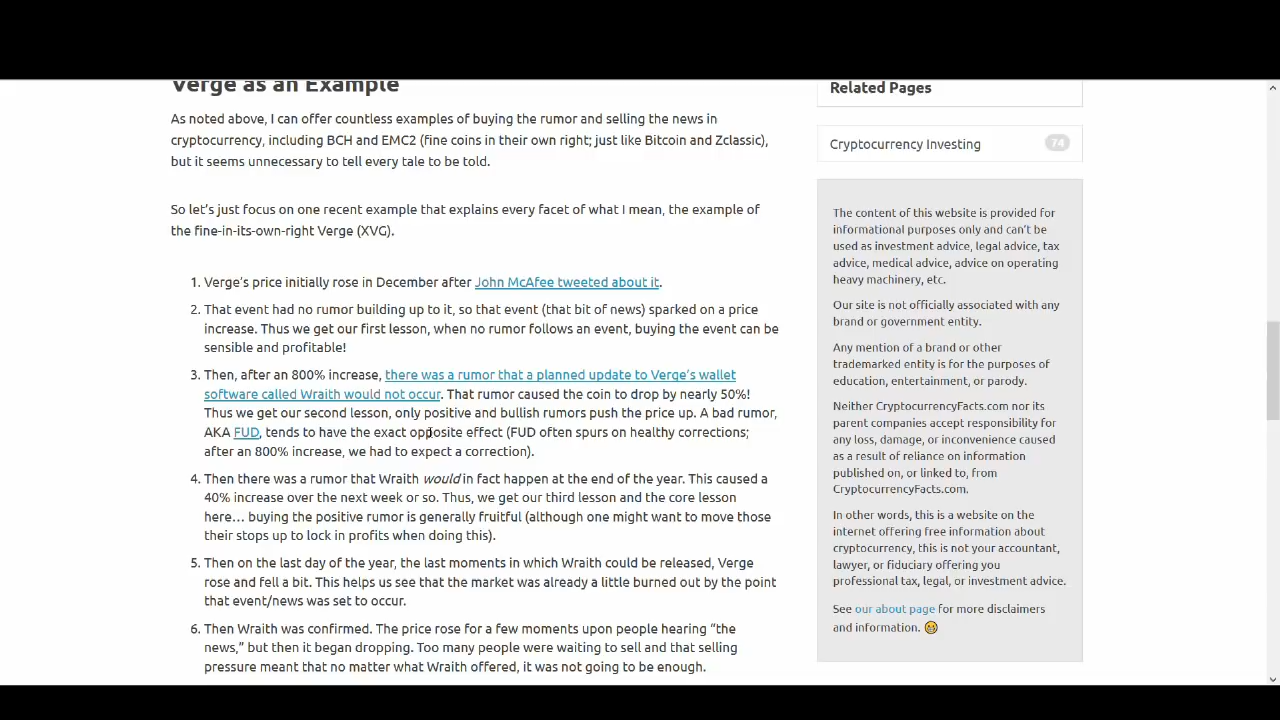 Verge as an Example
As noted above, I can offer countless examples of buying the rumor and selling the news in
cryptocurrency, including BCH and EMC2 (fine coins in their own right; just like Bitcoin and Zclassic),
but it seems unnecessary to tell every tale to be told.
So let's just focus on one recent example that explains every facet of what I mean, the example of
the fine-in-its-own-right Verge (XVG).
1. Verge's price initially rose in December after John McAfee tweeted about it.
2. That event had no rumor building up to it, so that event (that bit of news) sparked on a price
increase. Thus we get our first lesson, when no rumor follows an event, buying the event can be
sensible and profitable!
3. Then, after an 800% increase, there was a rumor that a planned update to Verge's wallet
software called Wraith would not occur. That rumor caused the coin to drop by nearly 50%!
Thus we get our second lesson, only positive and bullish rumors push the price up. A bad rumor,
AKA FUD, tends to have the exact opposite effect (FUD often spurs on healthy corrections;
after an 800% increase, we had to expect a correction).
4. Then there was a rumor that Wraith would in fact happen at the end of the year. This caused a
40% increase over the next week or so. Thus, we get our third lesson and the core lesson
here… buying the positive rumor is generally fruitful (although one might want to move those
their stops up to lock in profits when doing this).
5. Then on the last day of the year, the last moments in which Wraith could be released, Verge
rose and fell a bit. This helps us see that the market was already a little burned out by the point
that event/news was set to occur.
6. Then Wraith was confirmed. The price rose for a few moments upon people hearing "the
news," but then it began dropping. Too many people were waiting to sell and that selling
pressure meant that no matter what Wraith offered, it was not going to be enough.
Related Pages
Cryptocurrency Investing 74
The content of this website is provided for
informational purposes only and can't be
used as investment advice, legal advice, tax
advice, medical advice, advice on operating
heavy machinery, etc.
Our site is not officially associated with any
brand or government entity.
Any mention of a brand or other
trademarked entity is for the purposes of
education, entertainment, or parody.
Neither CryptocurrencyFacts.com nor its
parent companies accept responsibility for
any loss, damage, or inconvenience caused
as a result of reliance on information
published on, or linked to, from
CryptocurrencyFacts.com.
In other words, this is a website on the
internet offering free information about
cryptocurrency, this is not your accountant,
lawyer, or fiduciary offering you
professional tax, legal, or investment advice.
See our about page for more disclaimers
and information. 😀